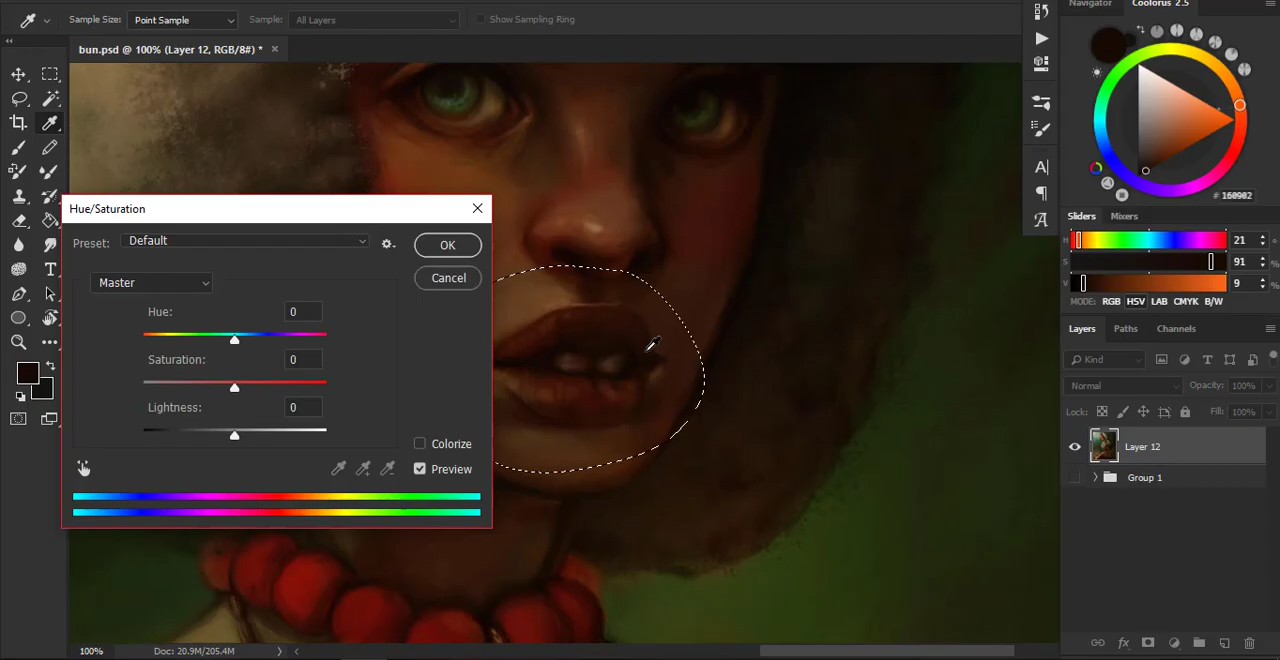 Sample Size: Point Sample Sample: All Layers Show Sampling Ring
Navigator Coolorus 2.5
bun.psd @ 100% (Layer 12, RGB/8#) * ×
# 160902
Sliders Mixers
H 21 °
S 91 %
V 9 %
MODE: RGB HSV LAB CMYK B/W
Hue/Saturation
Preset: Default
OK
Cancel
Master
Hue: 0
Saturation: 0
Lightness: 0
Colorize
Preview
Layers Paths Channels
Kind
Normal Opacity: 100%
Lock: Fill: 100%
Layer 12
Group 1
100% Doc: 20.9M/205.4M